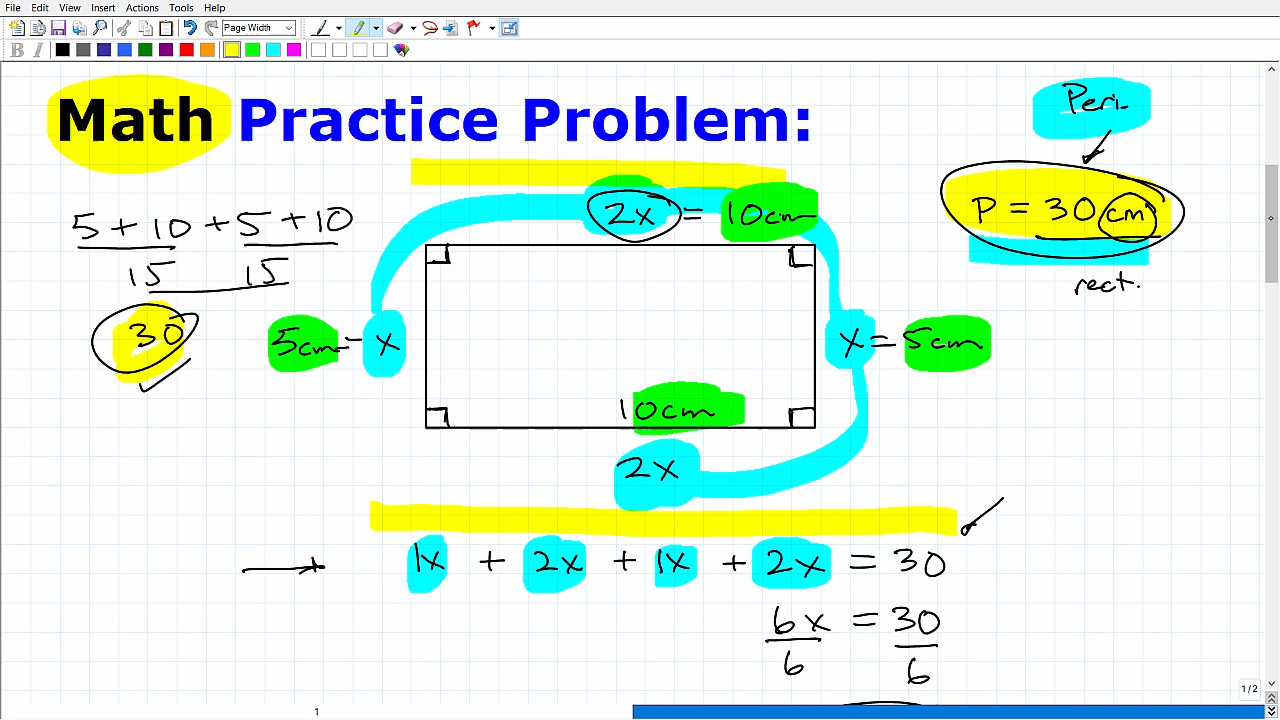 File Edit View Insert Actions Tools Help
Page Width
B I
Math Practice Problem:
Peri.
P = 30 cm
rect.
5 + 10 + 5 + 10
15 15
30
2x = 10cm
5cm = x
x = 5cm
10cm
2x
1x + 2x + 1x + 2x = 30
6x = 30
6 6
1/2
1